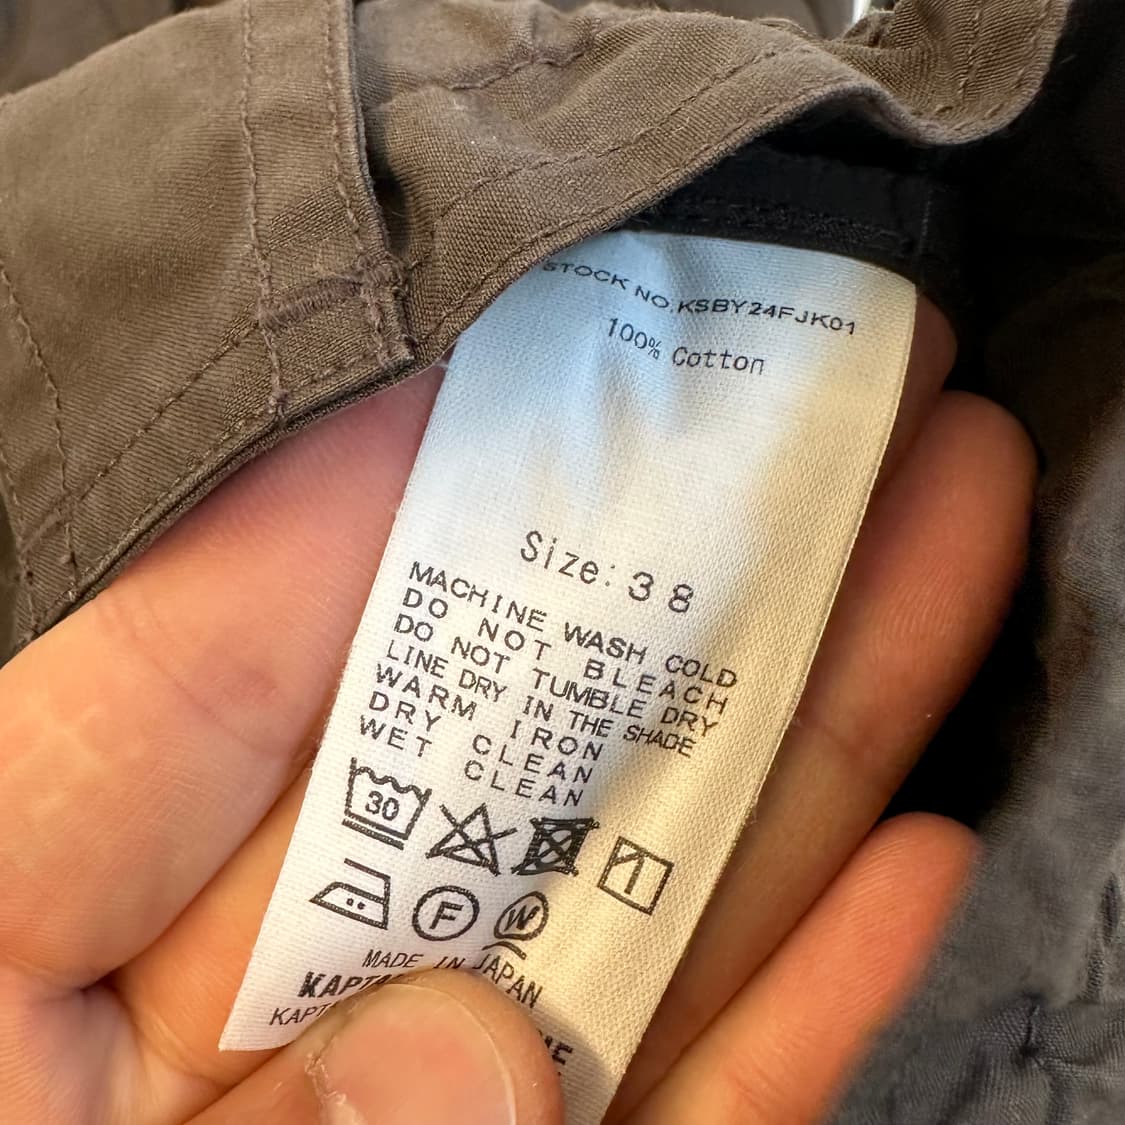 STOCK NO.KSBY24FJK01
100% Cotton
Size:38
MACHINE WASH COLD
DO NOT BLEACH
DO NOT TUMBLE DRY
LINE DRY IN THE SHADE
WARM IRON
DRY CLEAN
WET CLEAN
30
F W
MADE IN JAPAN